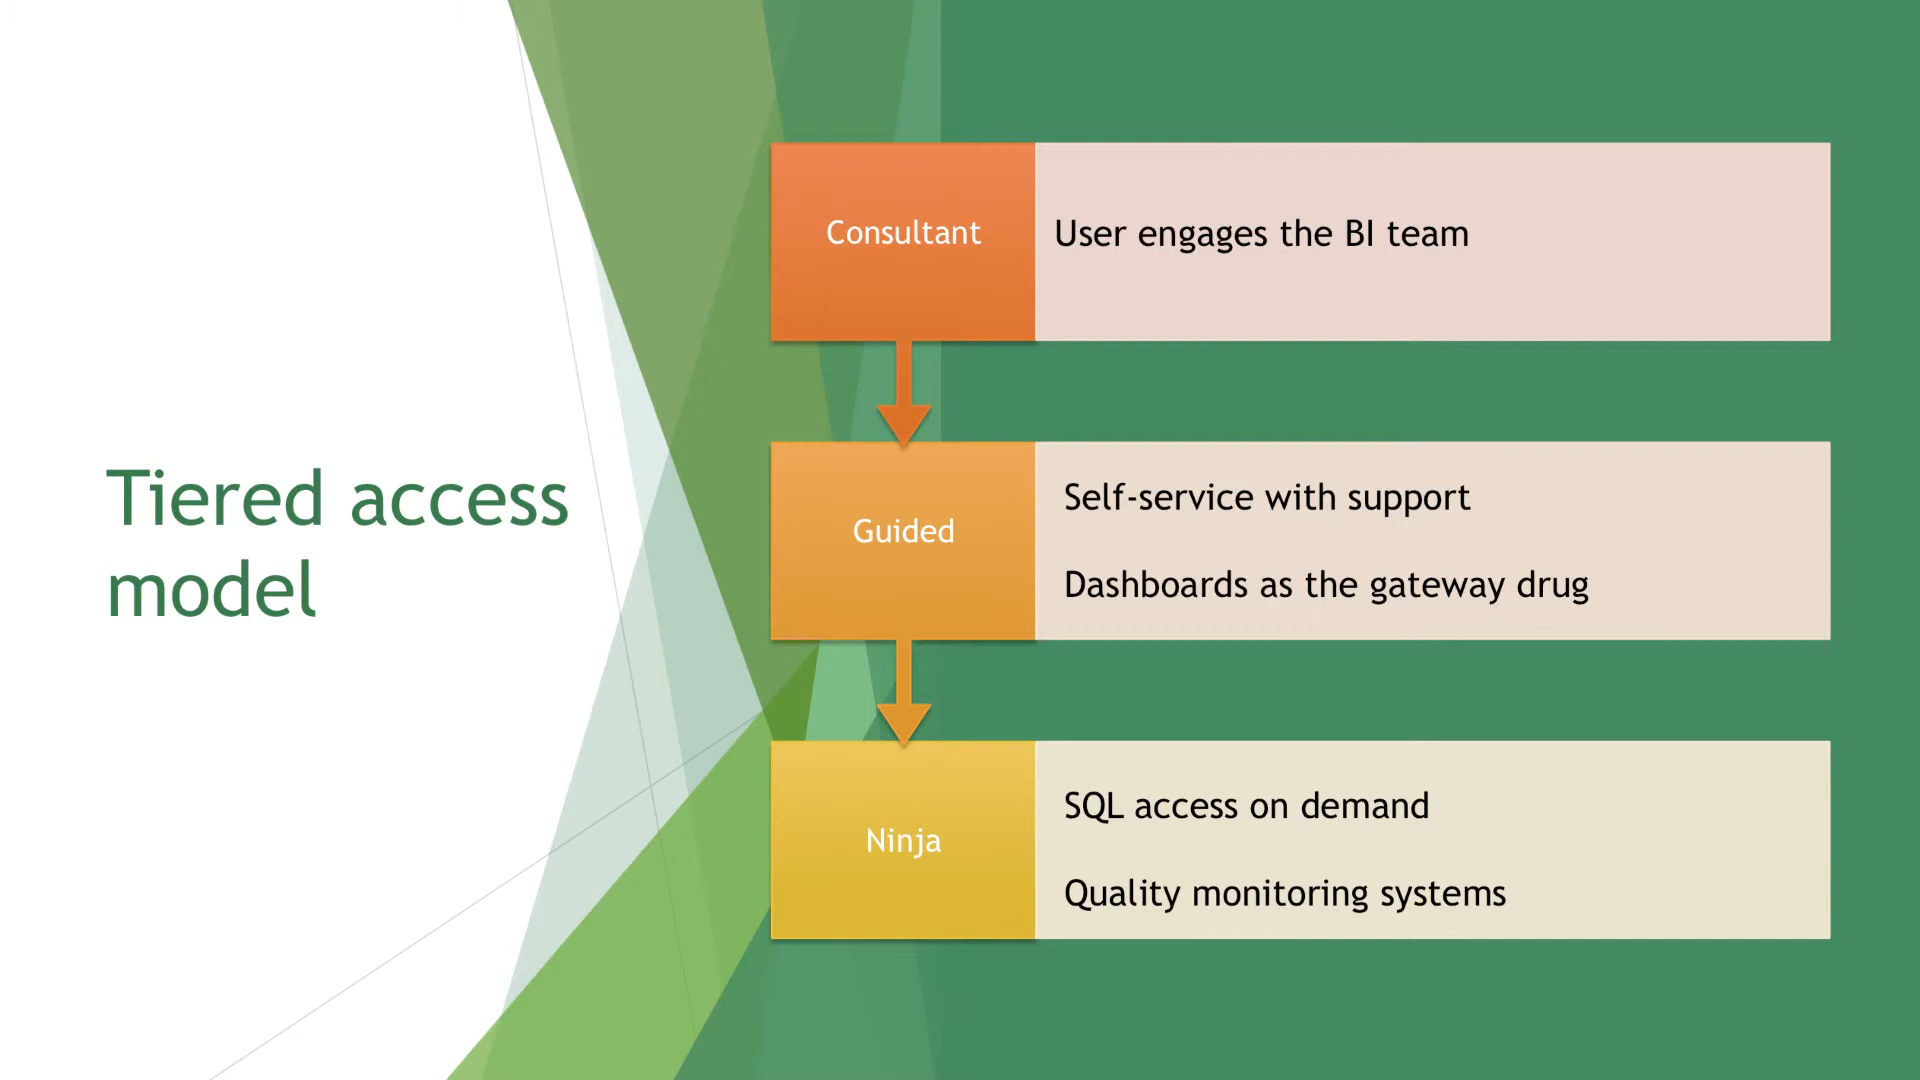 Tiered access
model
Consultant
User engages the BI team
Guided
Self-service with support
Dashboards as the gateway drug
Ninja
SQL access on demand
Quality monitoring systems